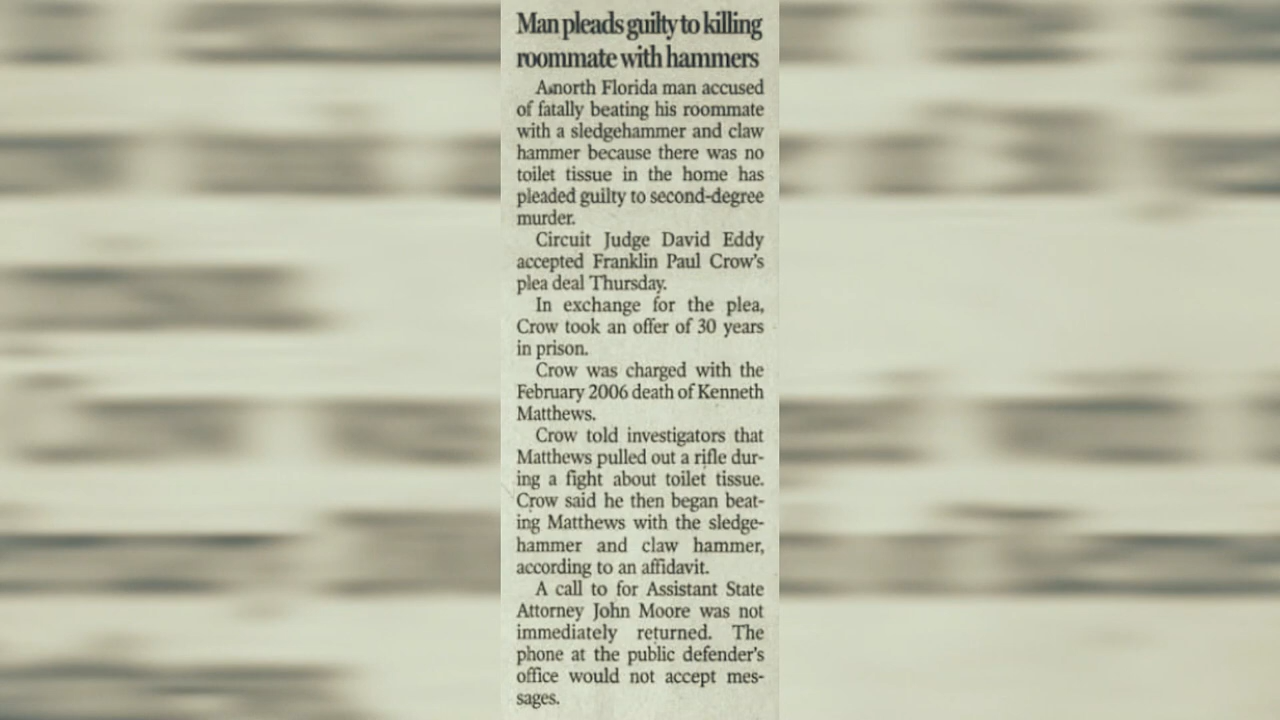 Man pleads guilty to killing
roommate with hammers
A north Florida man accused
of fatally beating his roommate
with a sledgehammer and claw
hammer because there was no
toilet tissue in the home has
pleaded guilty to second-degree
murder.
Circuit Judge David Eddy
accepted Franklin Paul Crow's
plea deal Thursday.
In exchange for the plea,
Crow took an offer of 30 years
in prison.
Crow was charged with the
February 2006 death of Kenneth
Matthews.
Crow told investigators that
Matthews pulled out a rifle dur-
ing a fight about toilet tissue.
Crow said he then began beat-
ing Matthews with the sledge-
hammer and claw hammer,
according to an affidavit.
A call to for Assistant State
Attorney John Moore was not
immediately returned. The
phone at the public defender's
office would not accept mes-
sages.